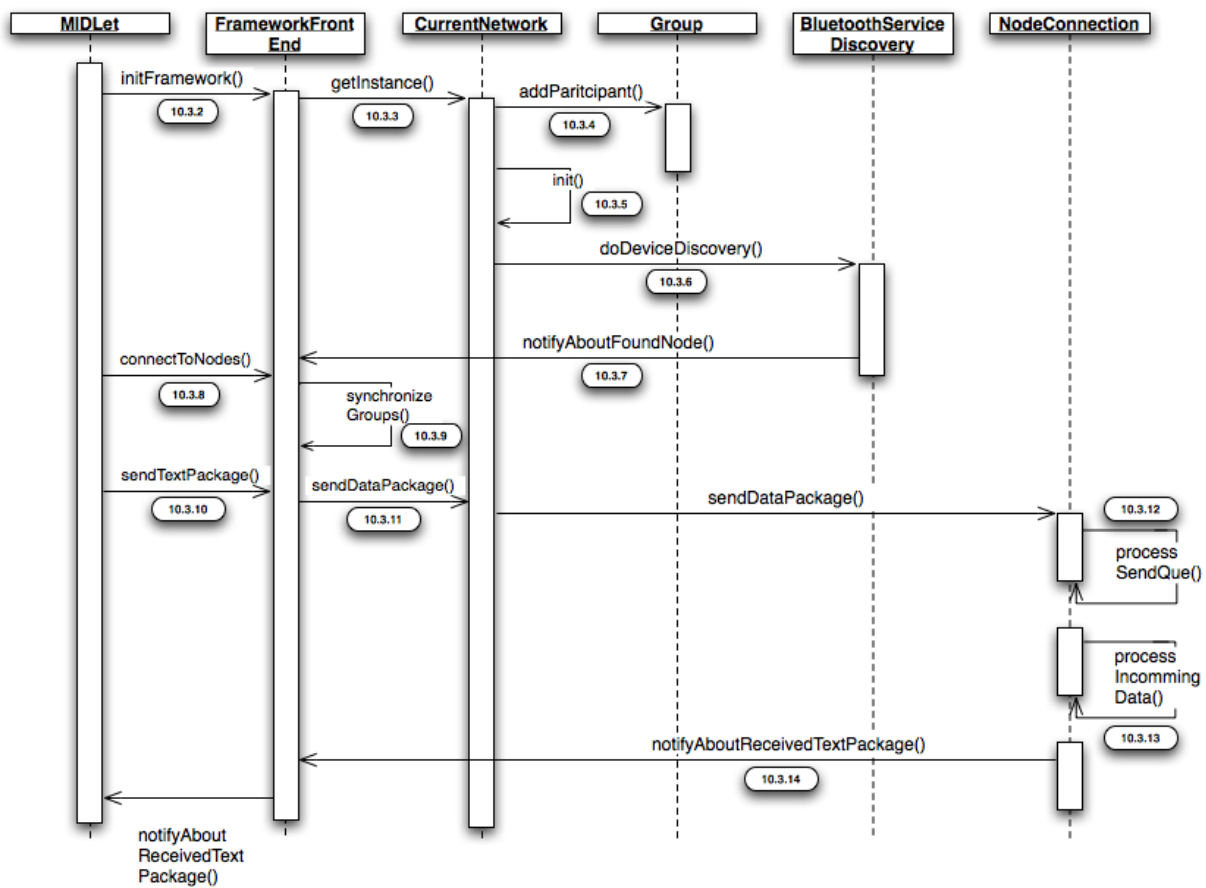 MIDLet
FrameworkFront
End
CurrentNetwork
Group
BluetoothService
Discovery
NodeConnection
initFramework()
10.3.2
getInstance()
10.3.3
addParitcipant()
10.3.4
init()
10.3.5
doDeviceDiscovery()
10.3.6
notifyAboutFoundNode()
10.3.7
connectToNodes()
10.3.8
synchronize
Groups()
10.3.9
sendTextPackage()
10.3.10
sendDataPackage()
10.3.11
sendDataPackage()
10.3.12
process
SendQue()
process
Incomming
Data()
10.3.13
notifyAboutReceivedTextPackage()
10.3.14
notifyAbout
ReceivedText
Package()